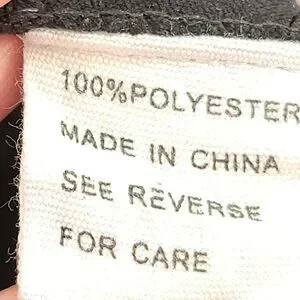 100%POLYESTER
MADE IN CHINA
SEE REVERSE
FOR CARE